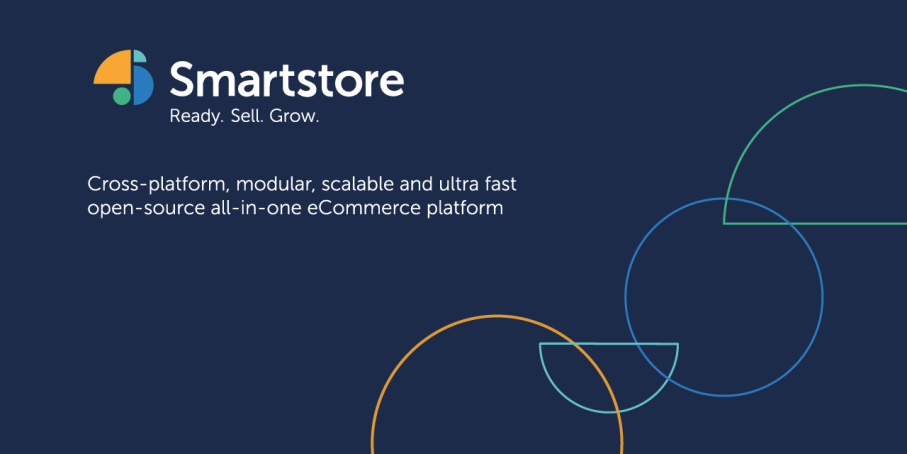 Smartstore
Ready. Sell. Grow.
Cross-platform, modular, scalable and ultra fast
open-source all-in-one eCommerce platform